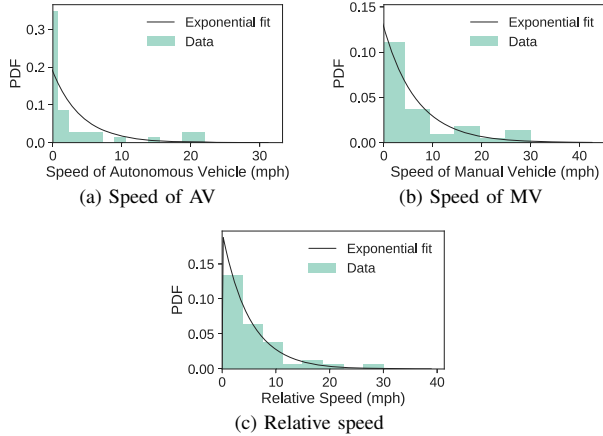 Exponential fit
Data
PDF
0.3
0.2
0.1
0.0
0 10 20 30
Speed of Autonomous Vehicle (mph)
(a) Speed of AV
Exponential fit
Data
PDF
0.15
0.10
0.05
0.00
0 10 20 30 40
Speed of Manual Vehicle (mph)
(b) Speed of MV
Exponential fit
Data
PDF
0.15
0.10
0.05
0.00
0 10 20 30 40
Relative Speed (mph)
(c) Relative speed